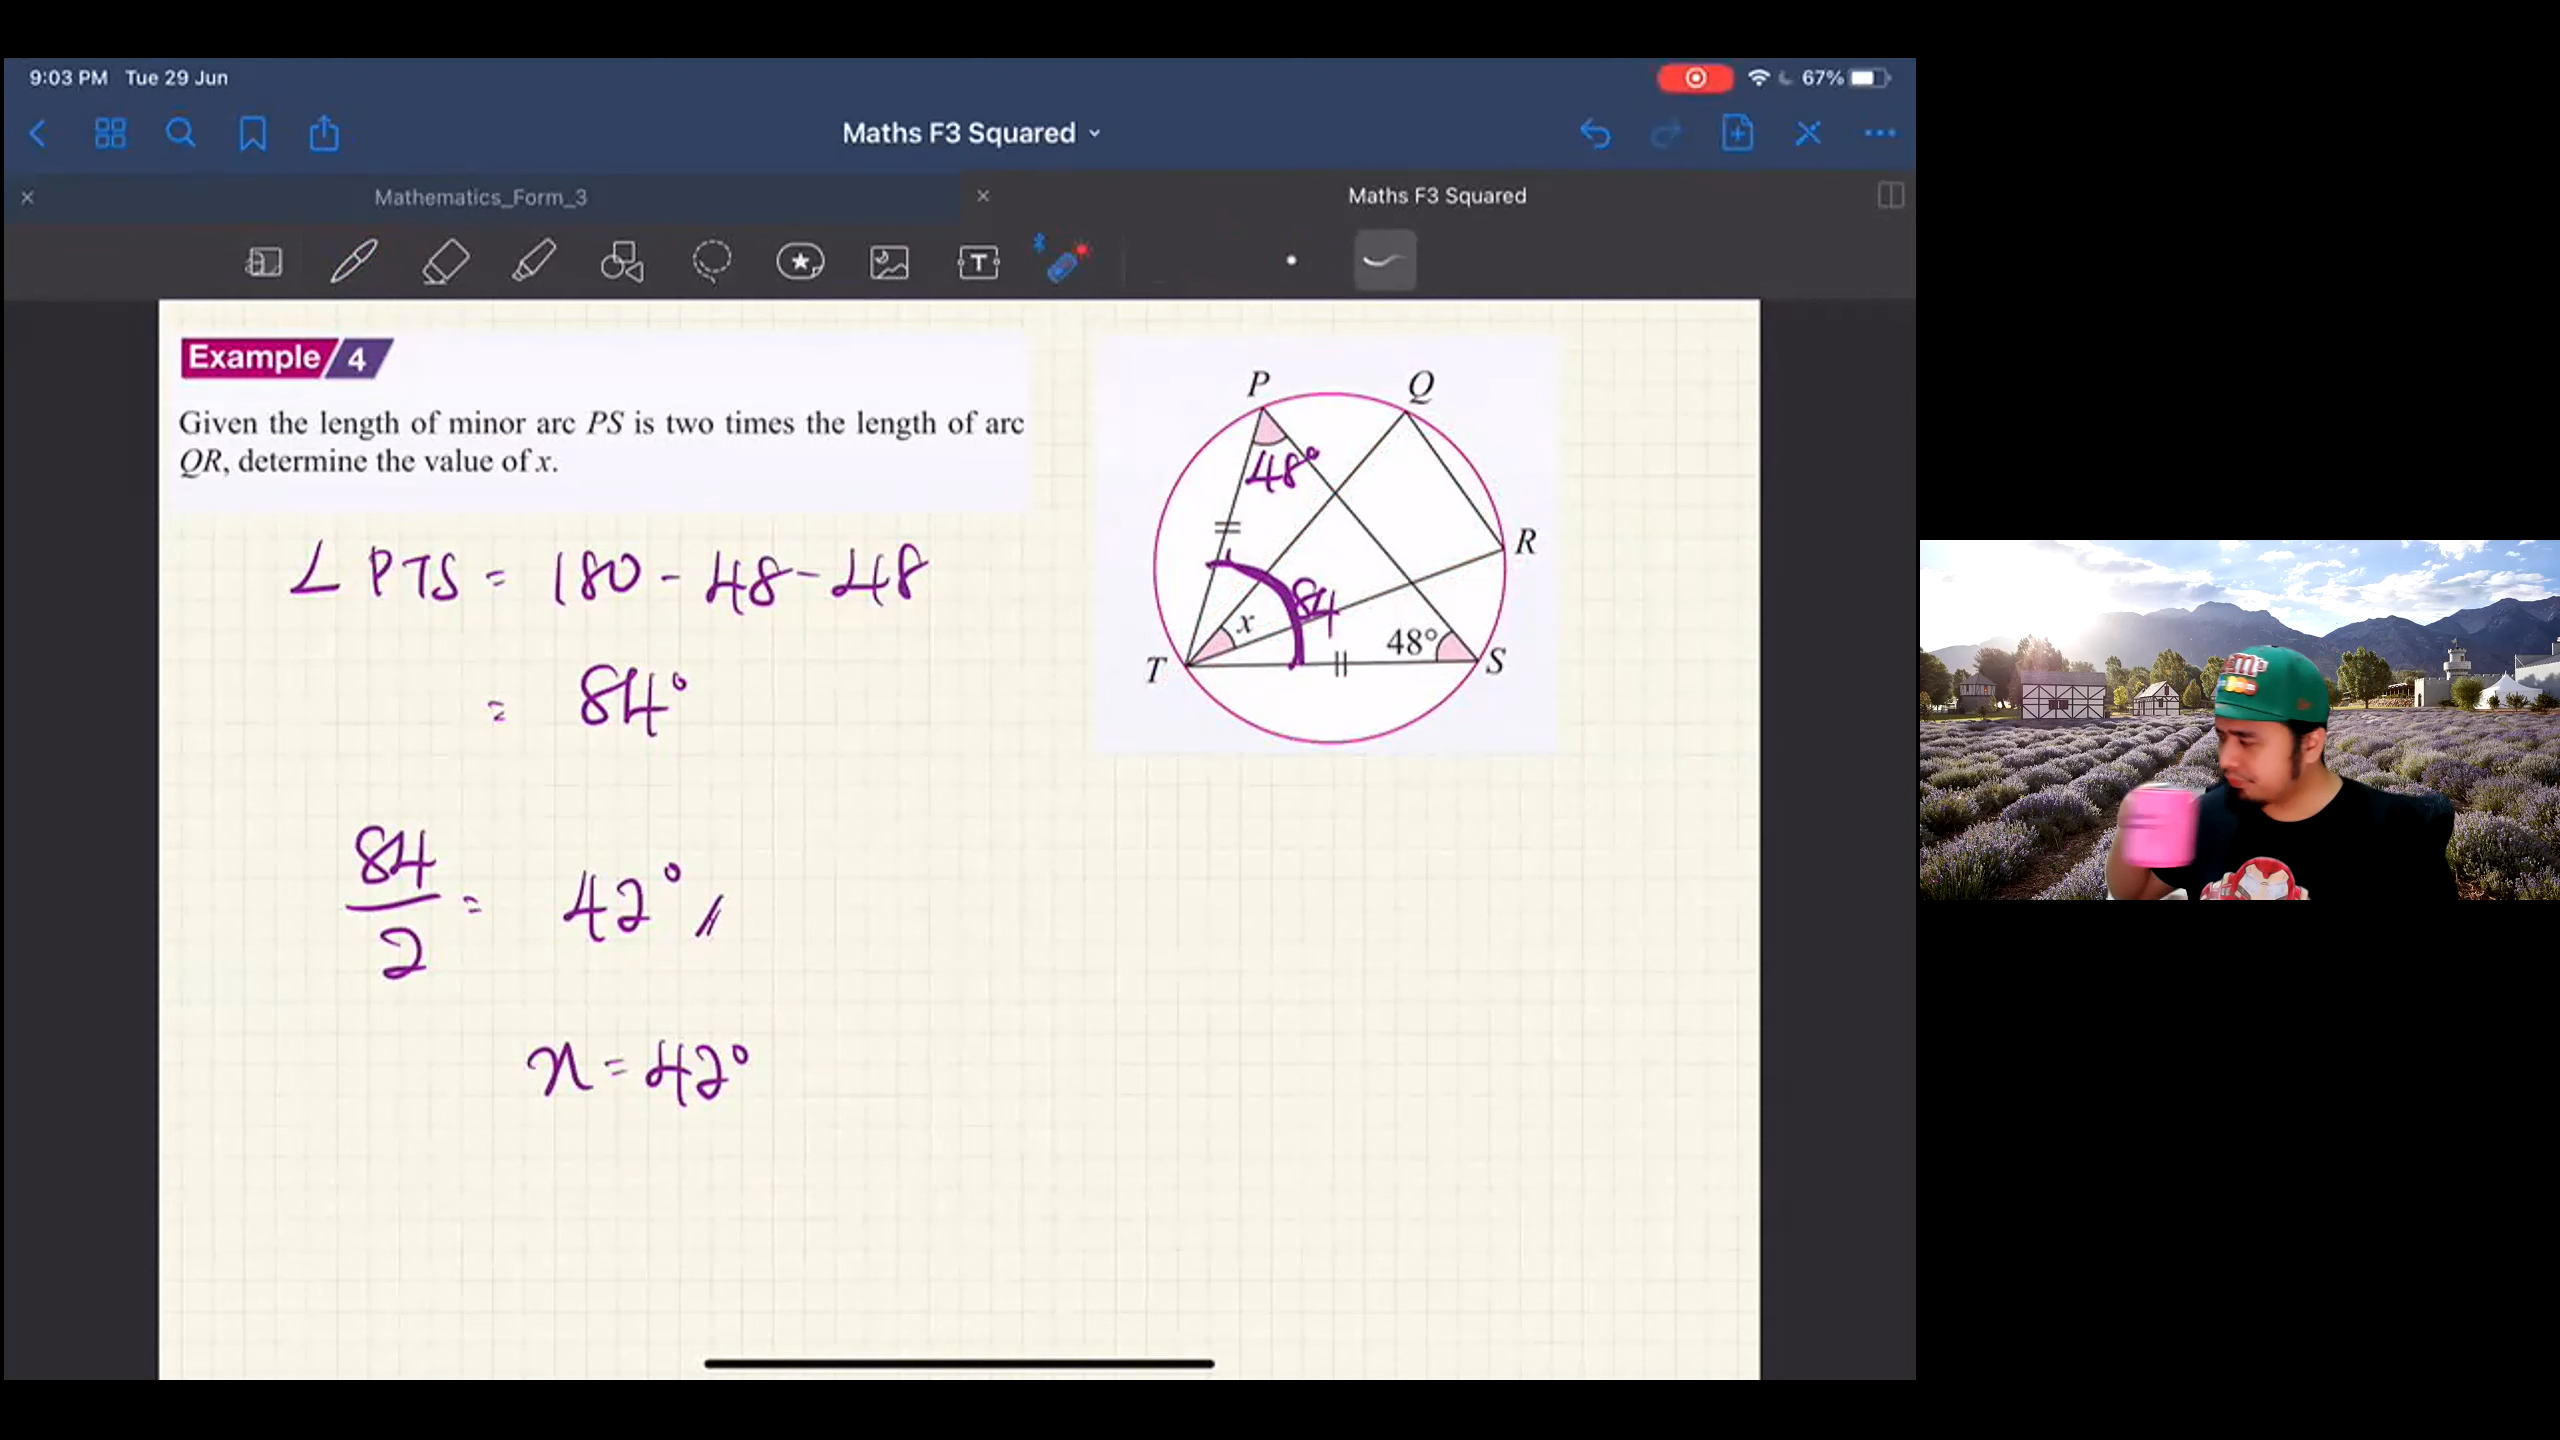 9:03 PM Tue 29 Jun
67%
Maths F3 Squared
Mathematics_Form_3
Maths F3 Squared
T
Example 4
Given the length of minor arc PS is two times the length of arc
QR, determine the value of x.
∠ PTS = 180 - 48 - 48
= 84°
84/2 = 42°
x = 42°
P
Q
48°
R
84
x
48°
T
S